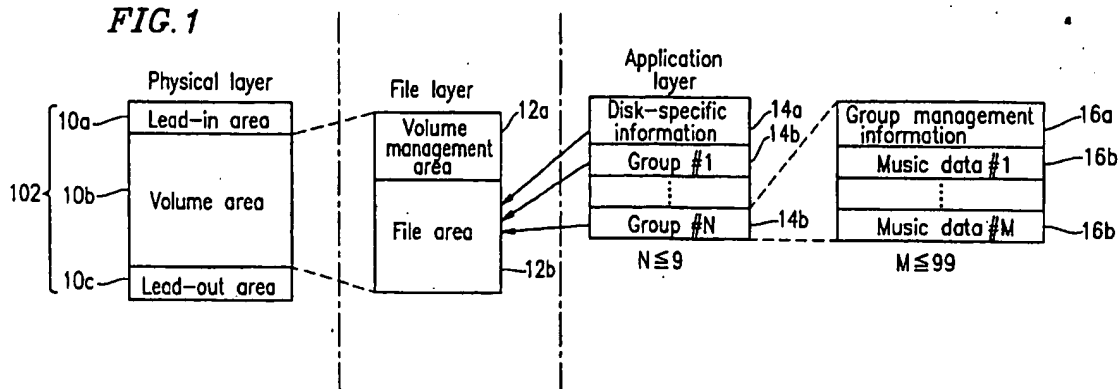 FIG. 1
Physical layer
102
10a
Lead-in area
10b
Volume area
10c
Lead-out area
File layer
12a
Volume
management
area
File area
12b
Application
layer
Disk-specific
information
14a
14b
Group #1
Group #N
14b
N≦9
Group management
information
16a
Music data #1
16b
Music data #M
16b
M≦99